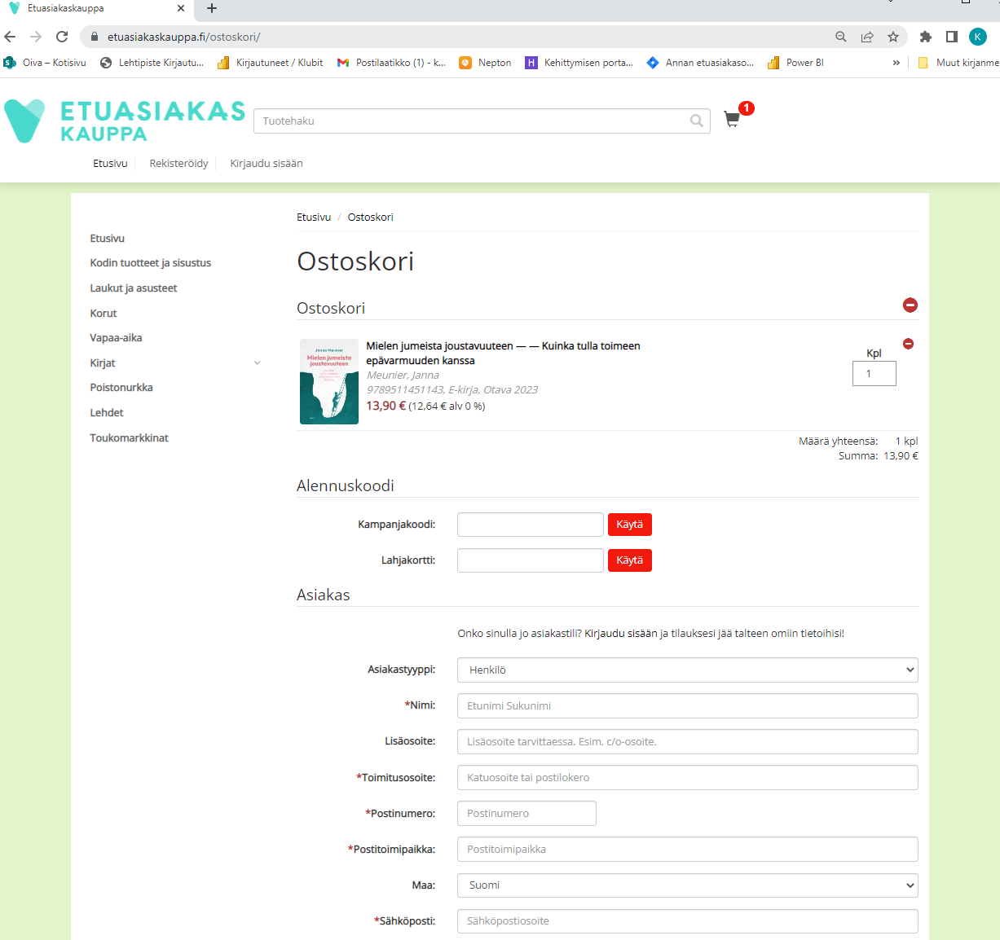 Etuasiakaskauppa
etuasiakaskauppa.fi/ostoskori/
K
Oiva – Kotisivu
Lehtipiste Kirjautu...
Kirjautuneet / Klubit
Postilaatikko (1) - k...
Nepton
H
Kehittymisen porta...
Annan etuasiakaso...
Power BI
»
Muut kirjanme
ETUASIAKAS
KAUPPA
Tuotehaku
1
Etusivu
Rekisteröidy
Kirjaudu sisään
Etusivu
Kodin tuotteet ja sisustus
Laukut ja asusteet
Korut
Vapaa-aika
Kirjat
Poistonurkka
Lehdet
Toukomarkkinat
Etusivu / Ostoskori
Ostoskori
Ostoskori
Janna Meunier
Mielen jumeista
joustavuuteen
Mielen jumeista joustavuuteen — — Kuinka tulla toimeen
epävarmuuden kanssa
Meunier, Janna
9789511451143, E-kirja, Otava 2023
13,90 € (12,64 € alv 0 %)
Kpl
1
Määrä yhteensä: 1 kpl
Summa: 13,90 €
Alennuskoodi
Kampanjakoodi: Käytä
Lahjakortti: Käytä
Asiakas
Onko sinulla jo asiakastili? Kirjaudu sisään ja tilauksesi jää talteen omiin tietoihisi!
Asiakastyyppi: Henkilö
*Nimi: Etunimi Sukunimi
Lisäosoite: Lisäosoite tarvittaessa. Esim. c/o-osoite.
*Toimitusosoite: Katuosoite tai postilokero
*Postinumero: Postinumero
*Postitoimipaikka: Postitoimipaikka
Maa: Suomi
*Sähköposti: Sähköpostiosoite